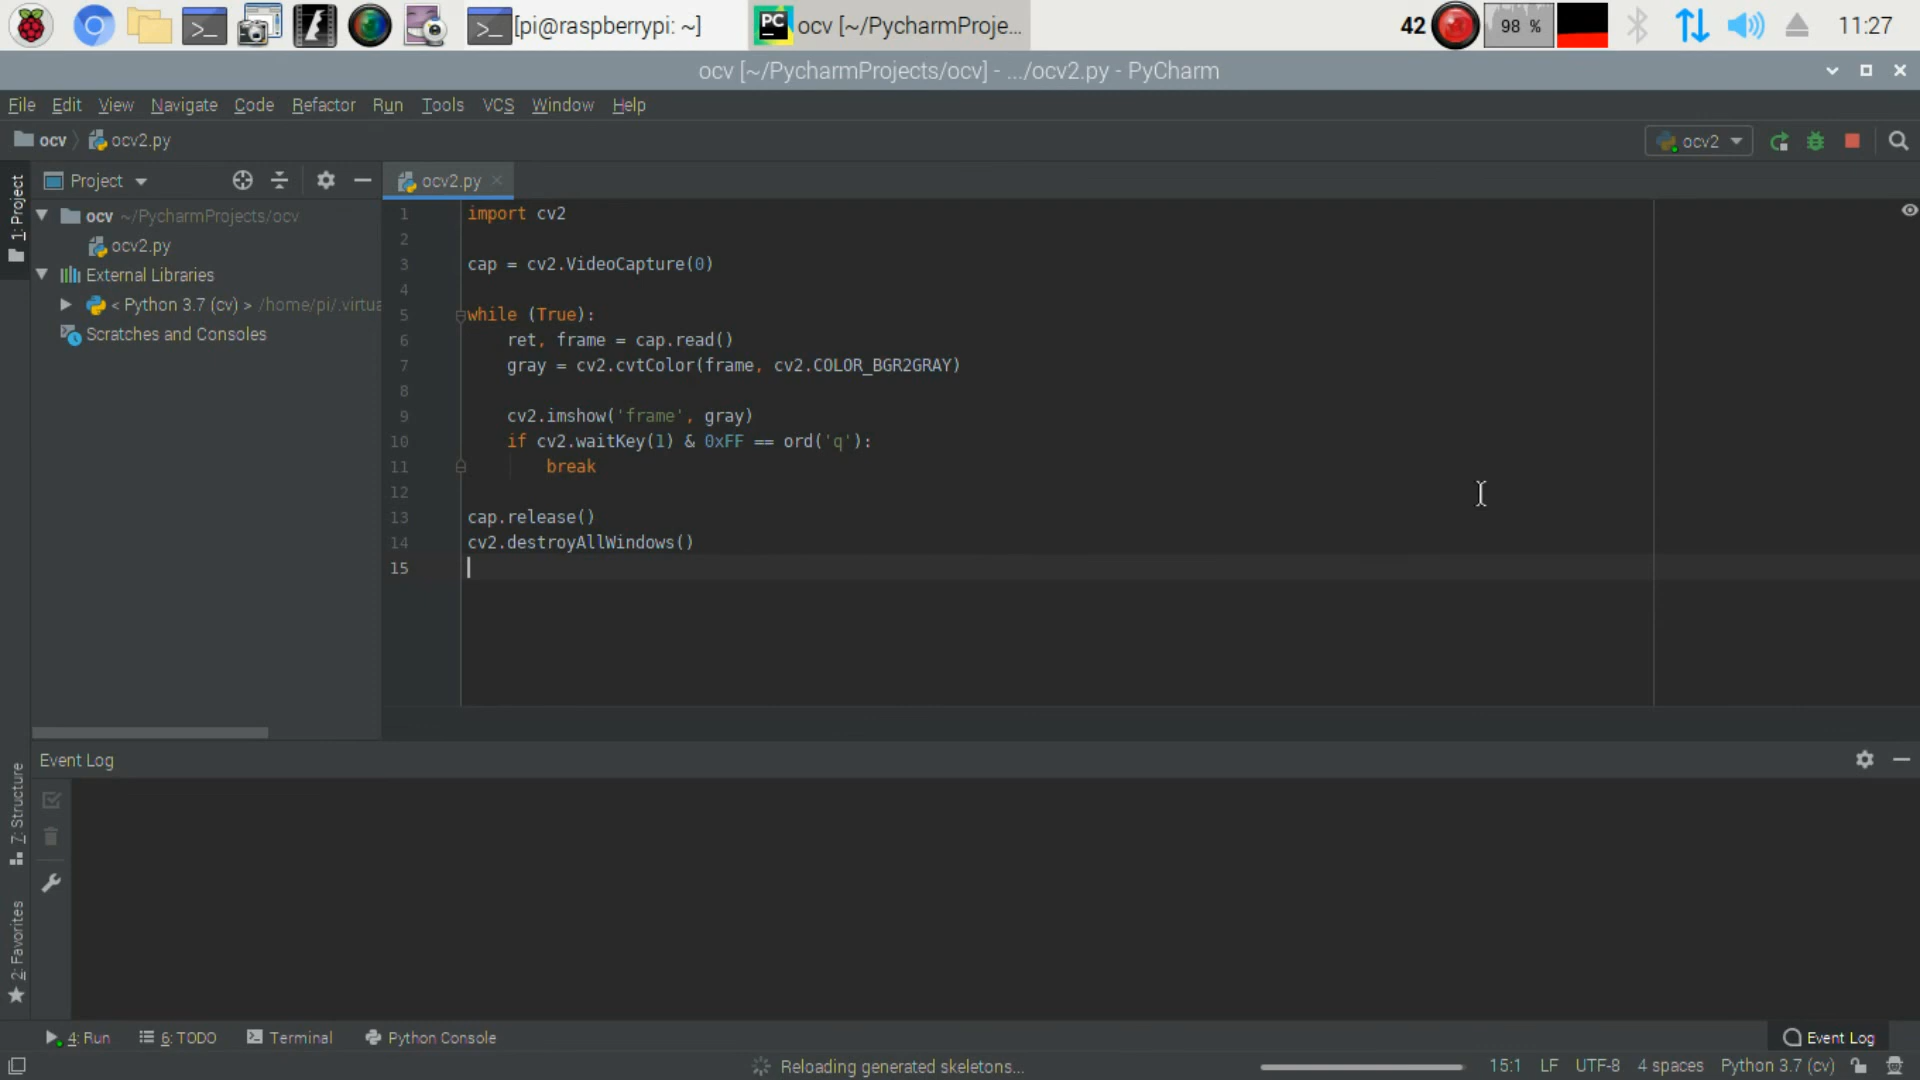 [pi@raspberrypi: ~]
PC
ocv [~/PycharmProje...
42
98 %
11:27
ocv [~/PycharmProjects/ocv] - .../ocv2.py - PyCharm
File Edit View Navigate Code Refactor Run Tools VCS Window Help
ocv
ocv2.py
ocv2
1: Project
Project
ocv2.py
ocv ~/PycharmProjects/ocv
ocv2.py
External Libraries
< Python 3.7 (cv) > /home/pi/.virtua
Scratches and Consoles
1 import cv2
2
3 cap = cv2.VideoCapture(0)
4
5 while (True):
6 ret, frame = cap.read()
7 gray = cv2.cvtColor(frame, cv2.COLOR_BGR2GRAY)
8
9 cv2.imshow('frame', gray)
10 if cv2.waitKey(1) & 0xFF == ord('q'):
11 break
12
13 cap.release()
14 cv2.destroyAllWindows()
15
Event Log
7: Structure
2: Favorites
4: Run
6: TODO
Terminal
Python Console
Event Log
Reloading generated skeletons...
15:1 LF UTF-8 4 spaces Python 3.7 (cv)